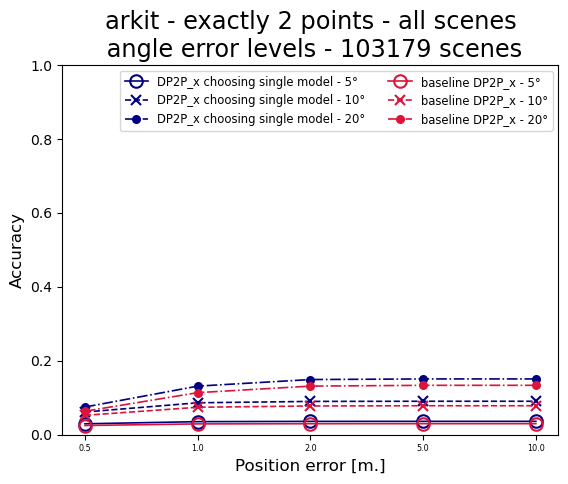 arkit - exactly 2 points - all scenes
angle error levels - 103179 scenes
1.0
0.8
0.6
0.4
0.2
0.0
Accuracy
DP2P_x choosing single model - 5°
DP2P_x choosing single model - 10°
DP2P_x choosing single model - 20°
baseline DP2P_x - 5°
baseline DP2P_x - 10°
baseline DP2P_x - 20°
0.5 1.0 2.0 5.0 10.0
Position error [m.]